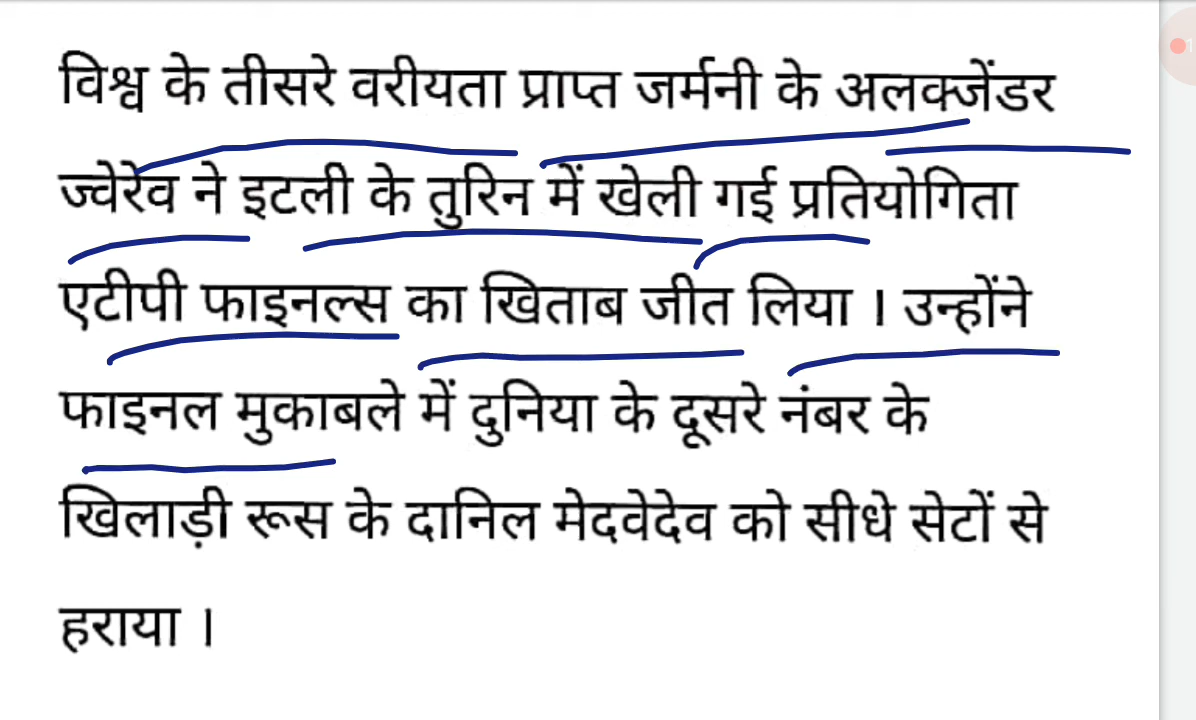 विश्व के तीसरे वरीयता प्राप्त जर्मनी के अलक्जेंडर
ज्वेरेव ने इटली के तुरिन में खेली गई प्रतियोगिता
एटीपी फाइनल्स का खिताब जीत लिया । उन्होंने
फाइनल मुकाबले में दुनिया के दूसरे नंबर के
खिलाड़ी रूस के दानिल मेदवेदेव को सीधे सेटों से
हराया ।